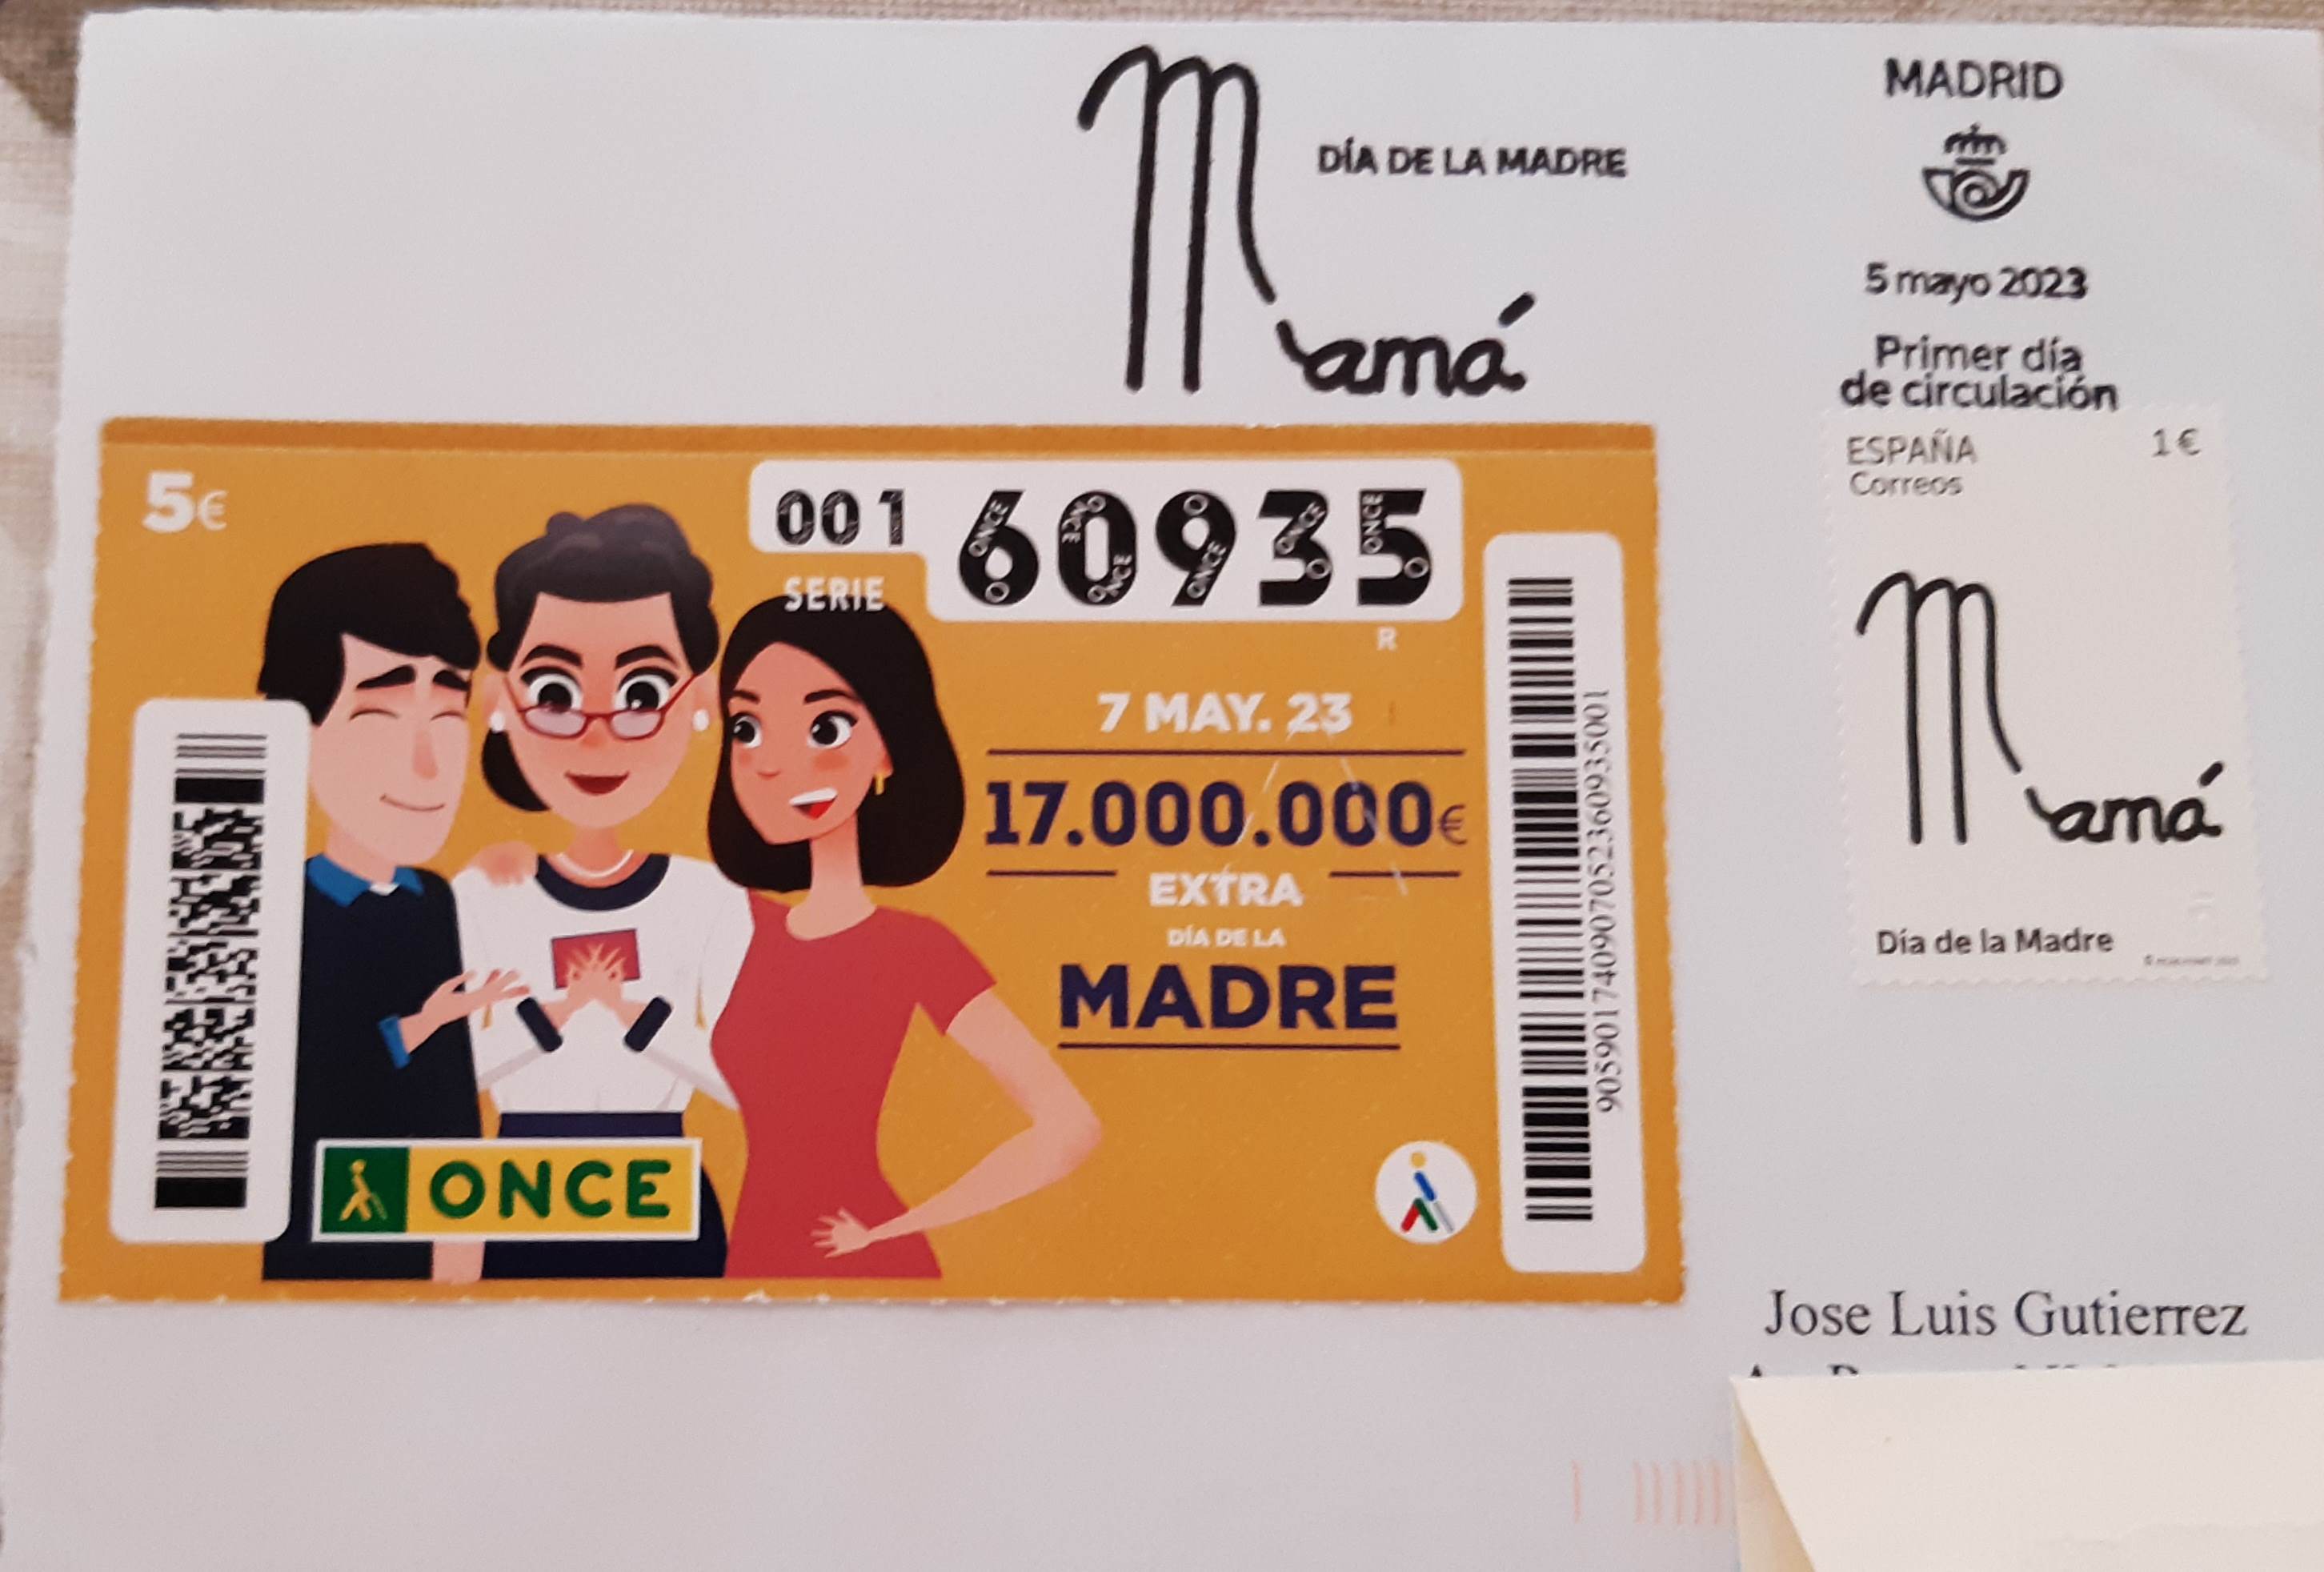 Mamá
DÍA DE LA MADRE
MADRID
5 mayo 2023
Primer día
de circulación
ESPAÑA 1€
Correos
Mamá
Día de la Madre
5€
001 60935
SERIE
R
7 MAY. 23
17.000.000€
EXTRA
DÍA DE LA
MADRE
ONCE
Jose Luis Gutierrez